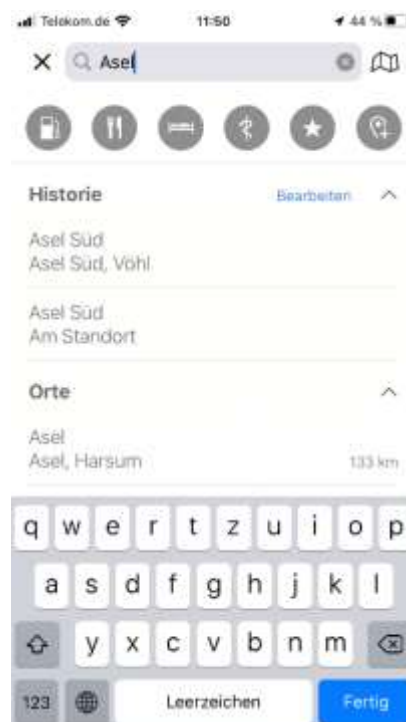 Telekom.de 11:50 44 %
Asel
Historie Bearbeiten
Asel Süd
Asel Süd, Vöhl
Asel Süd
Am Standort
Orte
Asel
Asel, Harsum 133 km
q w e r t z u i o p
a s d f g h j k l
y x c v b n m
123 Leerzeichen Fertig